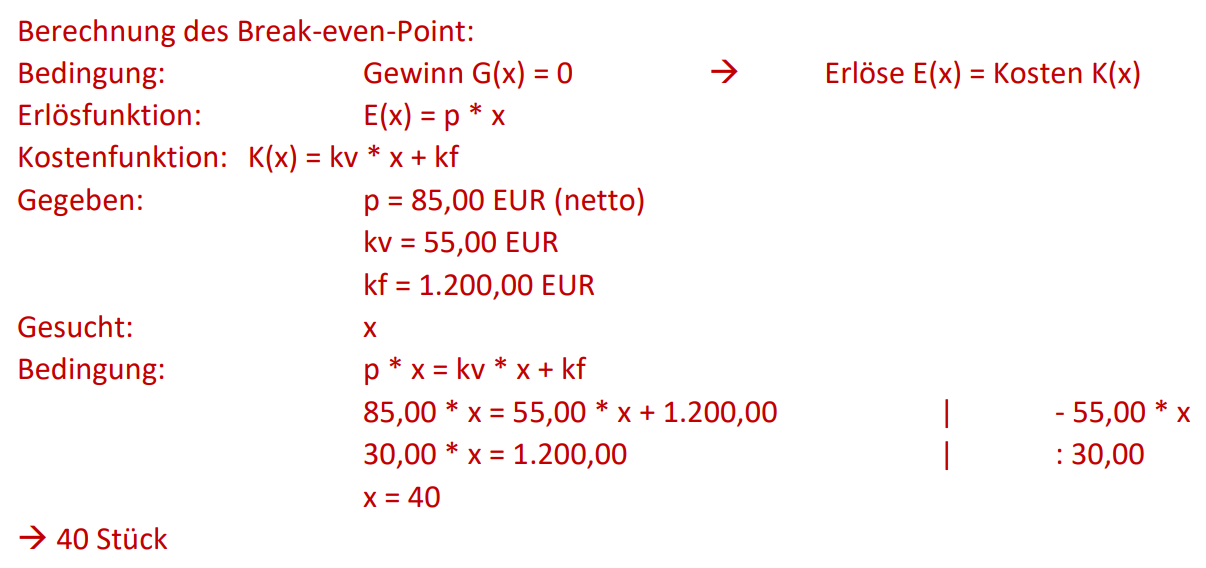 Berechnung des Break-even-Point:
Bedingung: Gewinn G(x) = 0 → Erlöse E(x) = Kosten K(x)
Erlösfunktion: E(x) = p * x
Kostenfunktion: K(x) = kv * x + kf
Gegeben: p = 85,00 EUR (netto)
kv = 55,00 EUR
kf = 1.200,00 EUR
Gesucht: x
Bedingung: p * x = kv * x + kf
85,00 * x = 55,00 * x + 1.200,00 | - 55,00 * x
30,00 * x = 1.200,00 | : 30,00
x = 40
→ 40 Stück